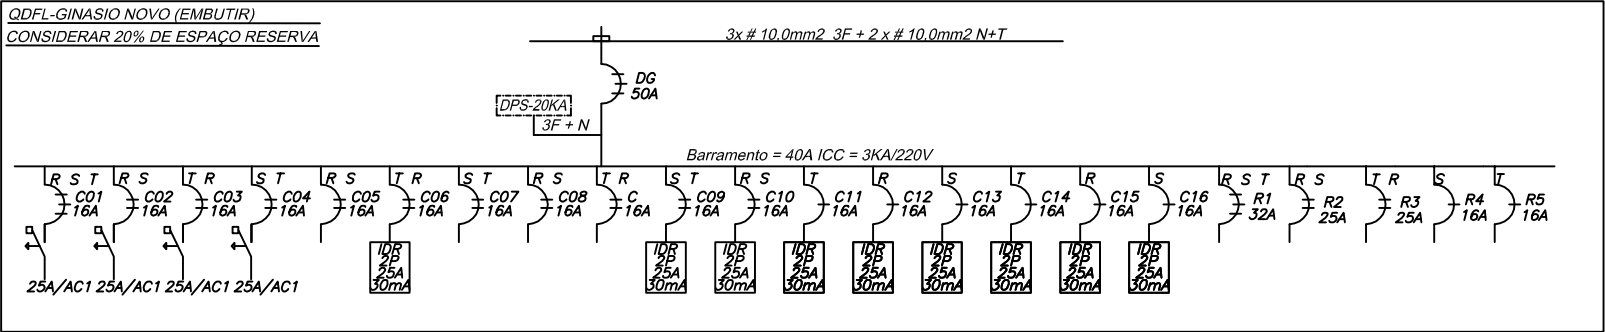 QDFL-GINASIO NOVO (EMBUTIR)
CONSIDERAR 20% DE ESPAÇO RESERVA
3x # 10.0mm2 3F + 2 x # 10.0mm2 N+T
DG
50A
DPS-20KA
3F + N
Barramento = 40A ICC = 3KA/220V
R S T
C01
16A
R S
C02
16A
T R
C03
16A
S T
C04
16A
R S
C05
16A
T R
C06
16A
S T
C07
16A
R S
C08
16A
T R
C
16A
S T
C09
16A
R S
C10
16A
T
C11
16A
R
C12
16A
S
C13
16A
T
C14
16A
R
C15
16A
S
C16
16A
R S T
R1
32A
R S
R2
25A
T R
R3
25A
S
R4
16A
T
R5
16A
25A/AC1
25A/AC1
25A/AC1
25A/AC1
IDR
2P
25A
30mA
IDR
2P
25A
30mA
IDR
2P
25A
30mA
IDR
2P
25A
30mA
IDR
2P
25A
30mA
IDR
2P
25A
30mA
IDR
2P
25A
30mA
IDR
2P
25A
30mA
IDR
2P
25A
30mA